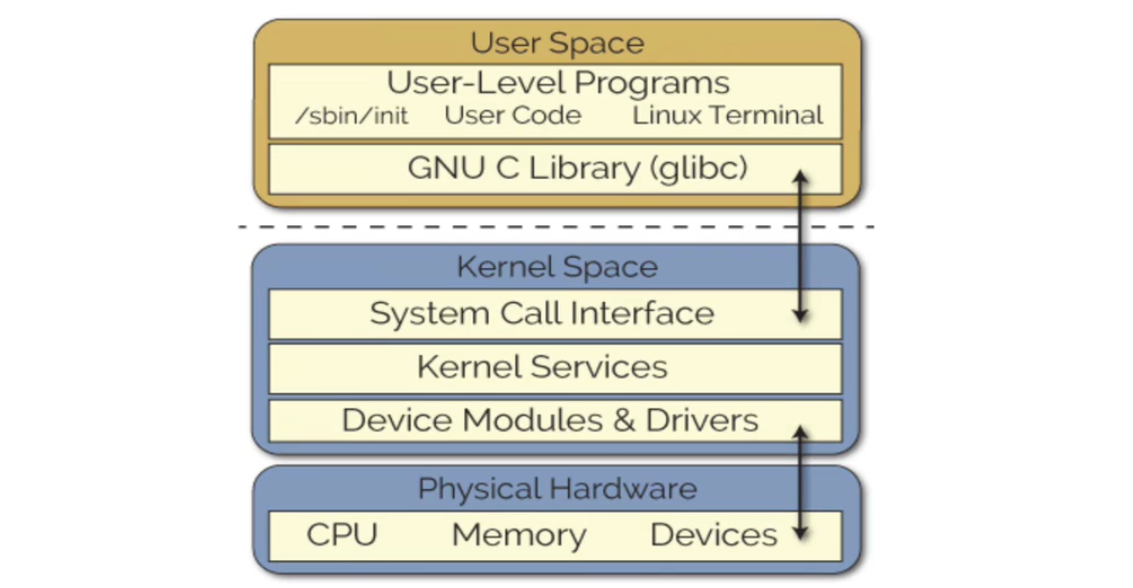 User Space
User-Level Programs
/sbin/init User Code Linux Terminal
GNU C Library (glibc)
Kernel Space
System Call Interface
Kernel Services
Device Modules & Drivers
Physical Hardware
CPU Memory Devices